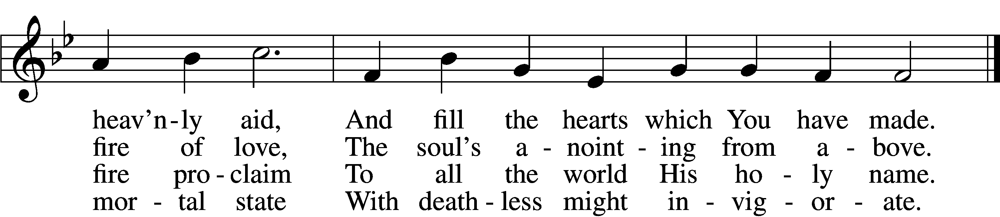 heav’n-ly aid, And fill the hearts which You have made.
fire of love, The soul’s a - noint - ing from a - bove.
fire pro - claim To all the world His ho - ly name.
mor - tal state With death - less might in - vig - or - ate.